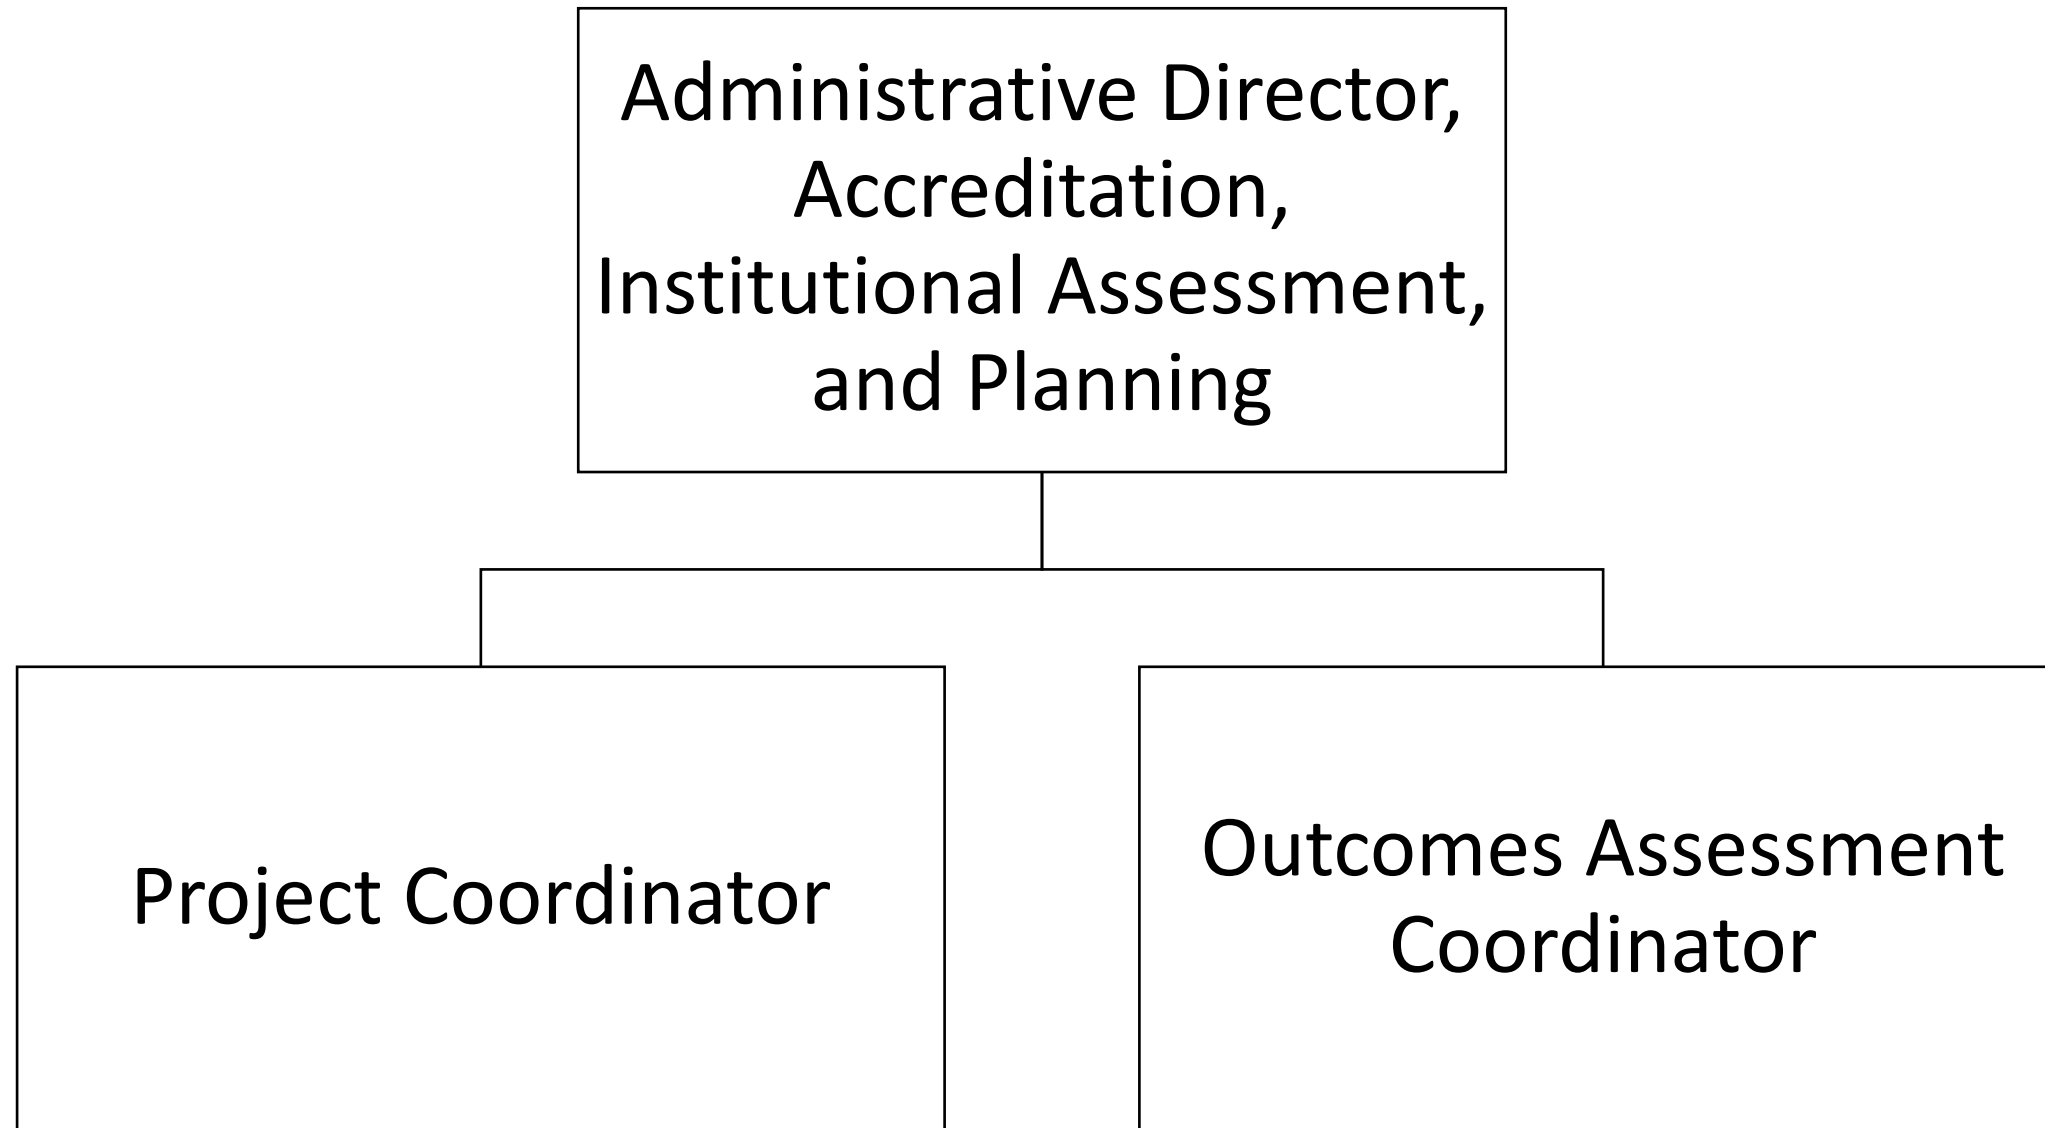 Administrative Director,
Accreditation,
Institutional Assessment,
and Planning
Project Coordinator
Outcomes Assessment
Coordinator